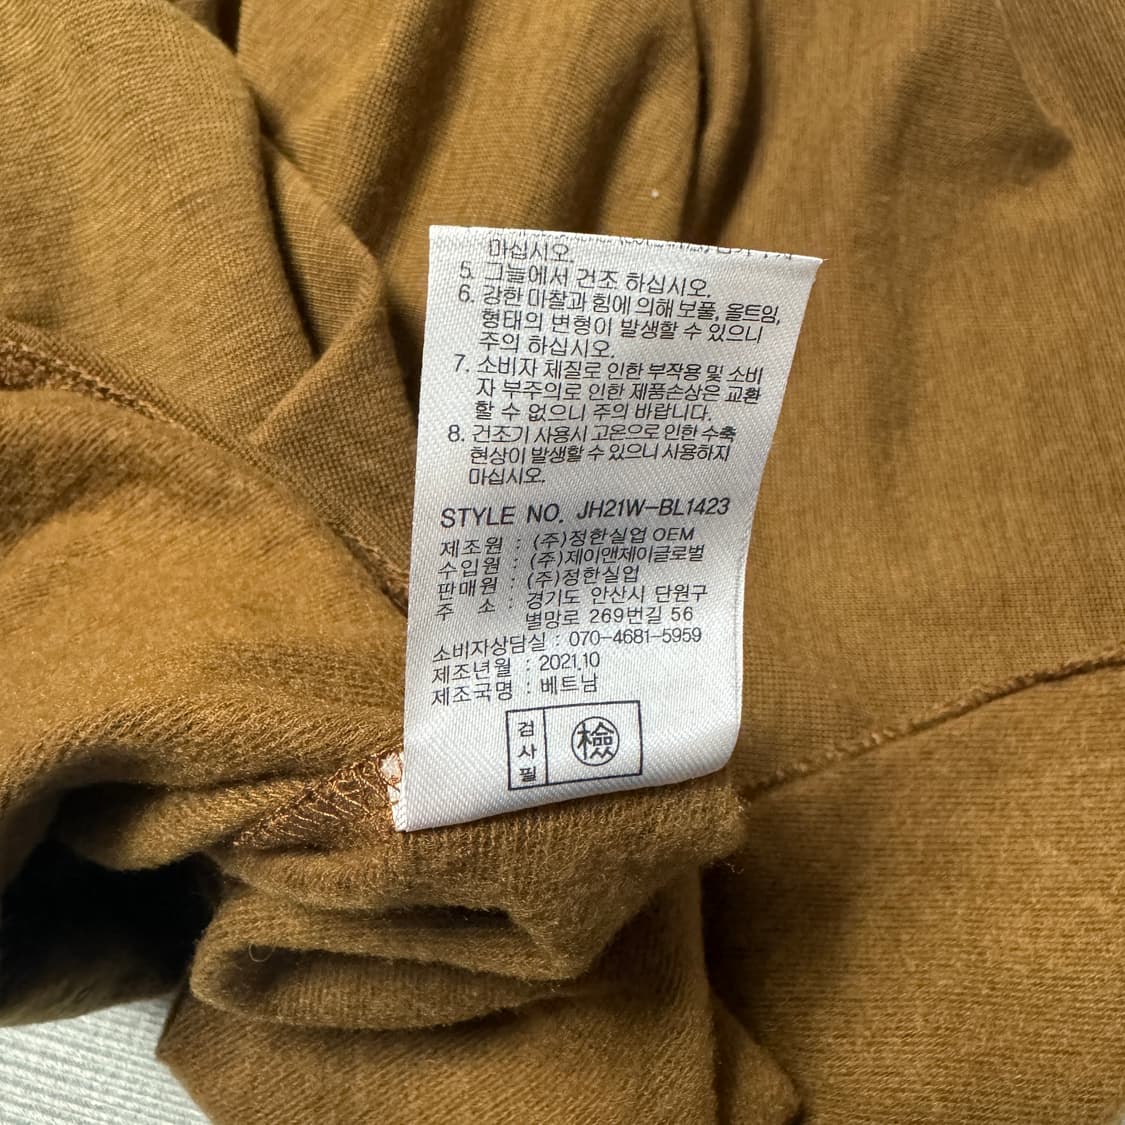 마십시오.
5. 그늘에서 건조 하십시오.
6. 강한 마찰과 힘에 의해 보풀, 올트임,
형태의 변형이 발생할 수 있으니
주의 하십시오.
7. 소비자 체질로 인한 부작용 및 소비
자 부주의로 인한 제품손상은 교환
할 수 없으니 주의 바랍니다.
8. 건조기 사용시 고온으로 인한 수축
현상이 발생할 수 있으니 사용하지
마십시오.
STYLE NO. JH21W-BL1423
제조원 : (주)정한실업 OEM
수입원 : (주)제이앤제이글로벌
판매원 : (주)정한실업
주 소 : 경기도 안산시 단원구
별망로 269번길 56
소비자상담실 : 070-4681-5959
제조년월 : 2021.10
제조국명 : 베트남
검사필 檢